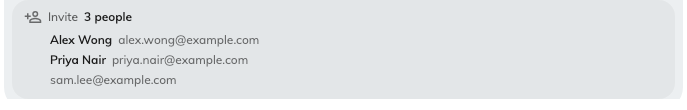 Invite 3 people
Alex Wong alex.wong@example.com
Priya Nair priya.nair@example.com
sam.lee@example.com